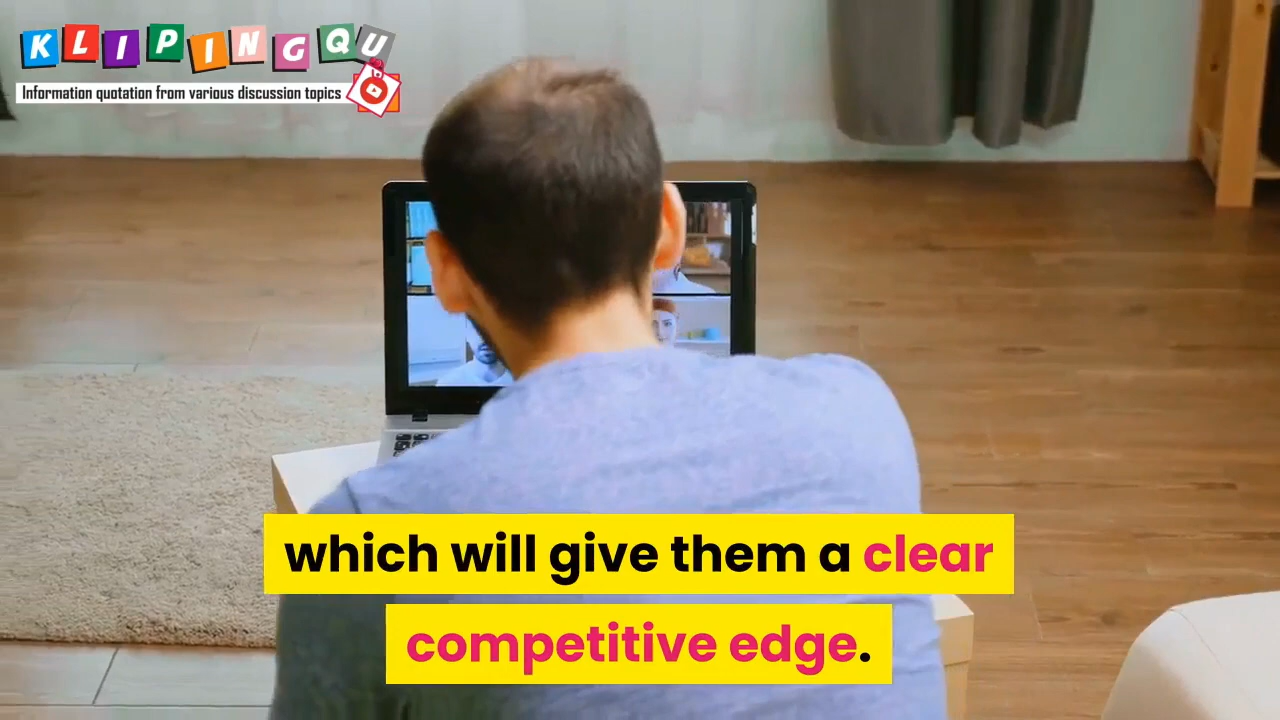 KLIPINGQU
Information quotation from various discussion topics
which will give them a clear
competitive edge.